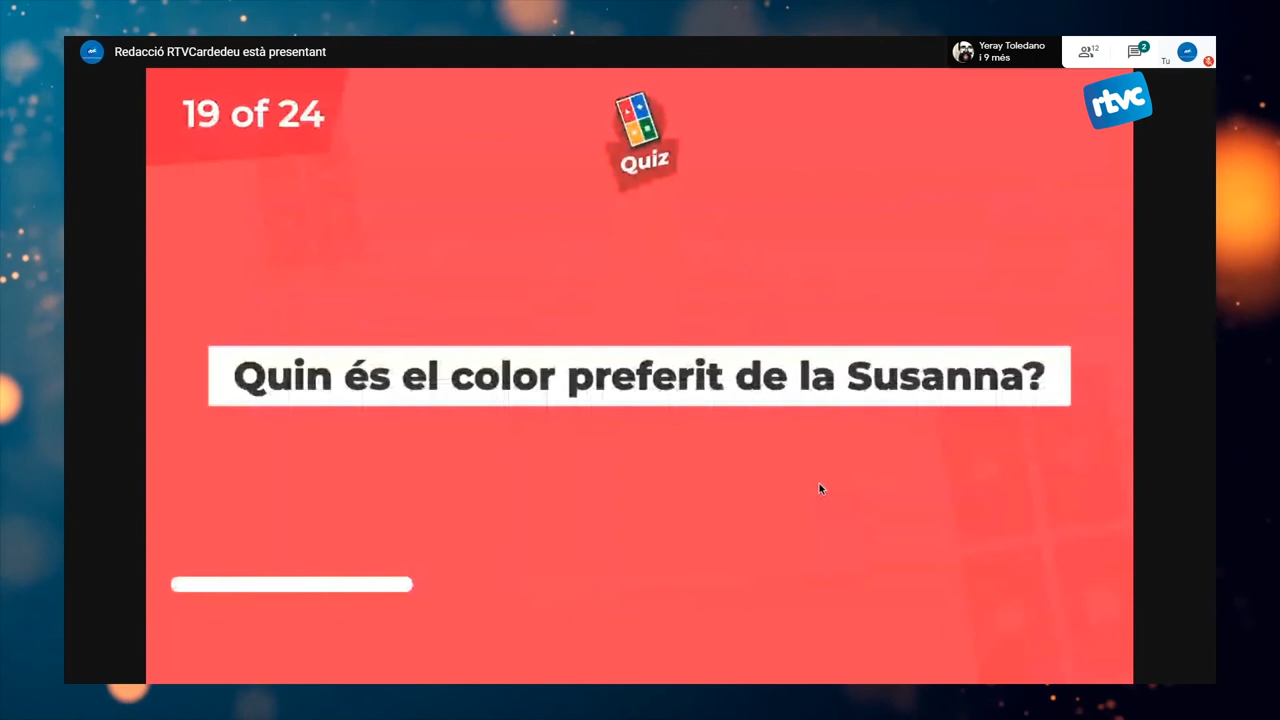 Redacció RTVCardedeu està presentant
Yeray Toledano
i 9 més
12
2
Tu
rtvc
19 of 24
Quiz
Quin és el color preferit de la Susanna?